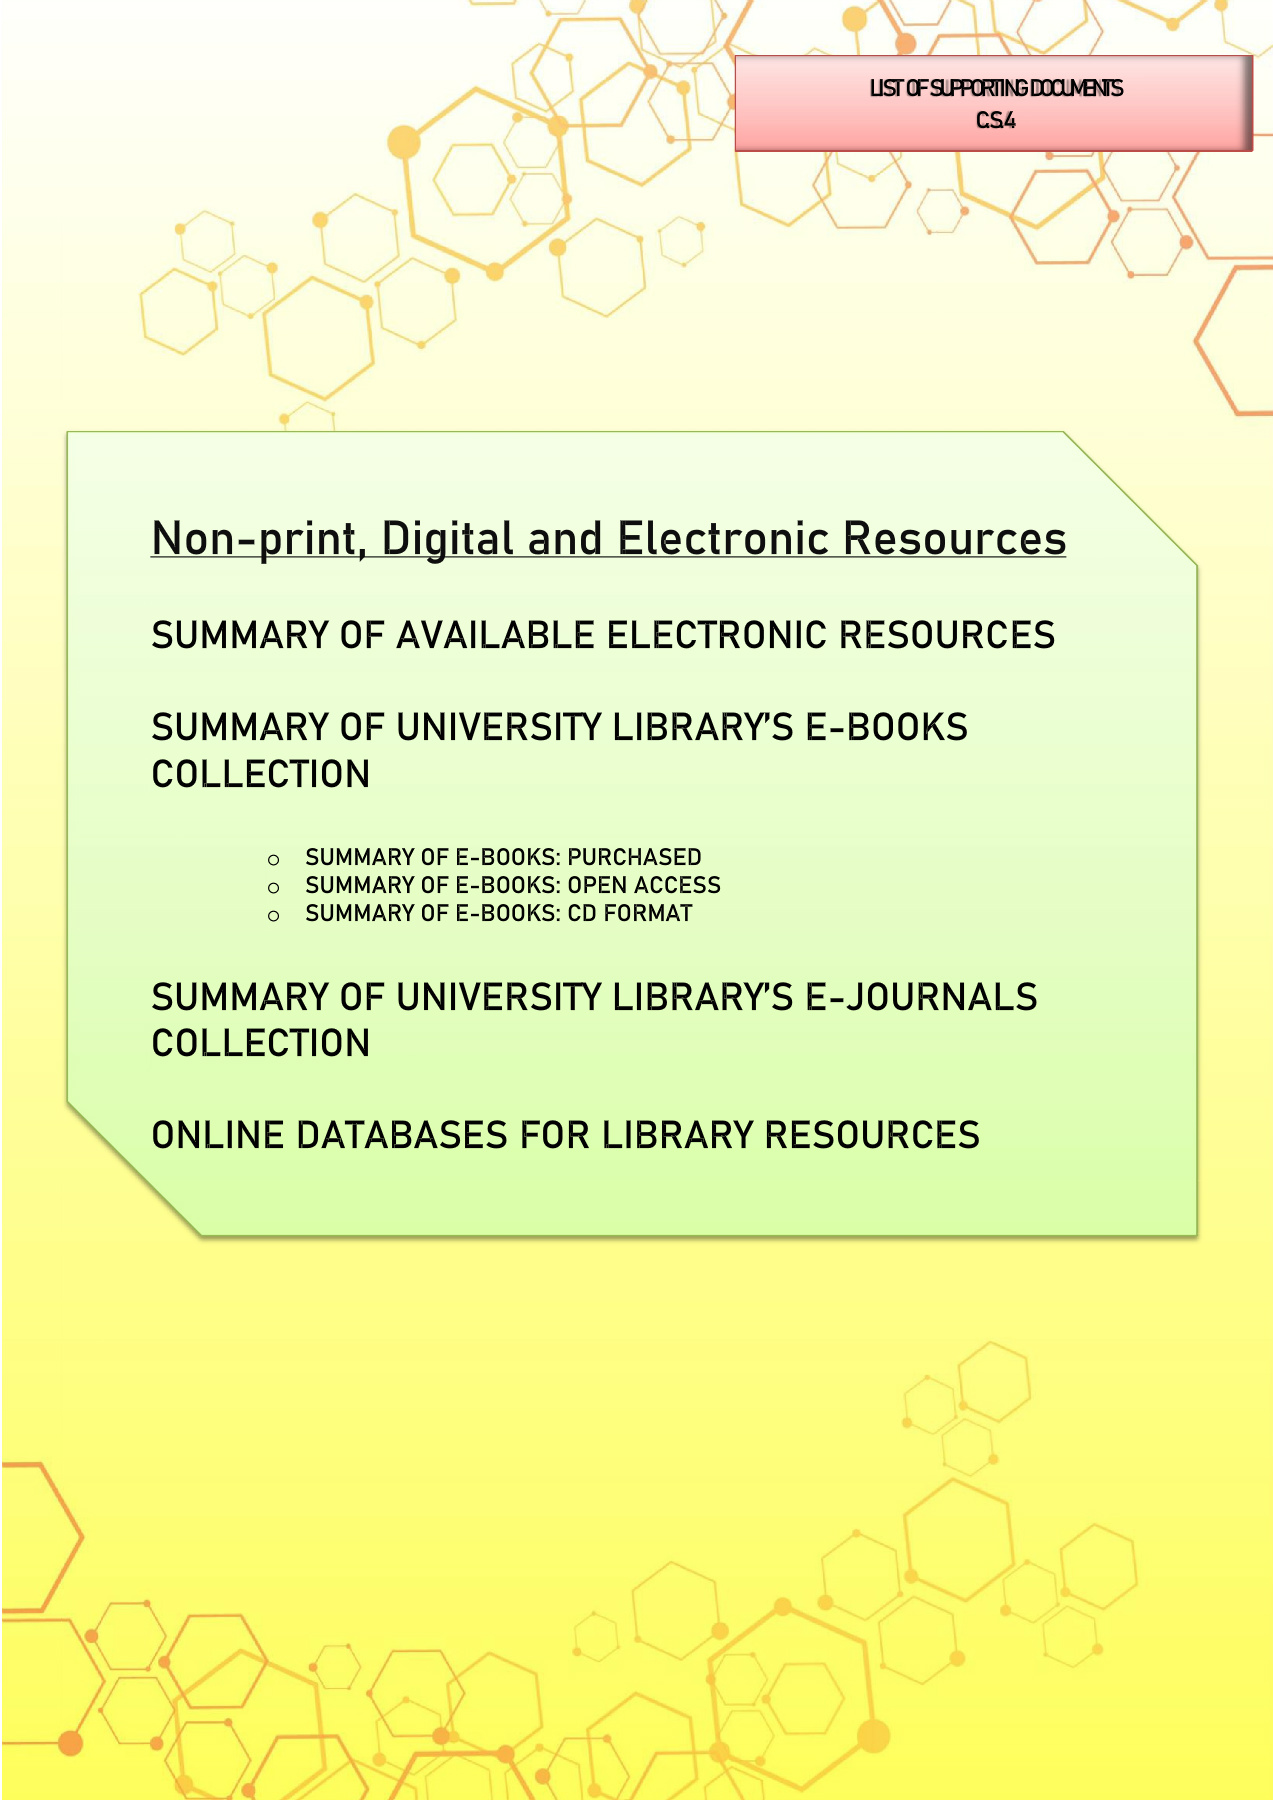 LIST OF SUPPORTING DOCUMENTS
C.S.4
Non-print, Digital and Electronic Resources
SUMMARY OF AVAILABLE ELECTRONIC RESOURCES
SUMMARY OF UNIVERSITY LIBRARY’S E-BOOKS
COLLECTION
o SUMMARY OF E-BOOKS: PURCHASED
o SUMMARY OF E-BOOKS: OPEN ACCESS
o SUMMARY OF E-BOOKS: CD FORMAT
SUMMARY OF UNIVERSITY LIBRARY’S E-JOURNALS
COLLECTION
ONLINE DATABASES FOR LIBRARY RESOURCES